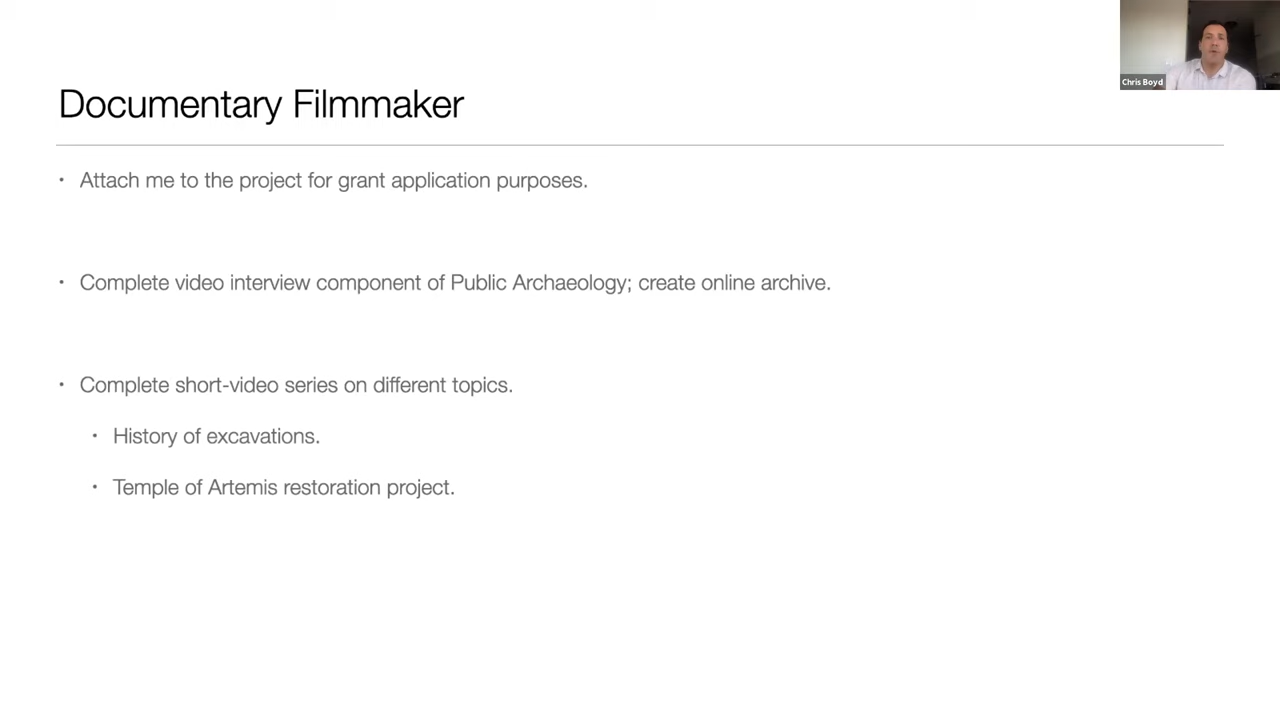 Chris Boyd
Documentary Filmmaker
• Attach me to the project for grant application purposes.
• Complete video interview component of Public Archaeology; create online archive.
• Complete short-video series on different topics.
• History of excavations.
• Temple of Artemis restoration project.